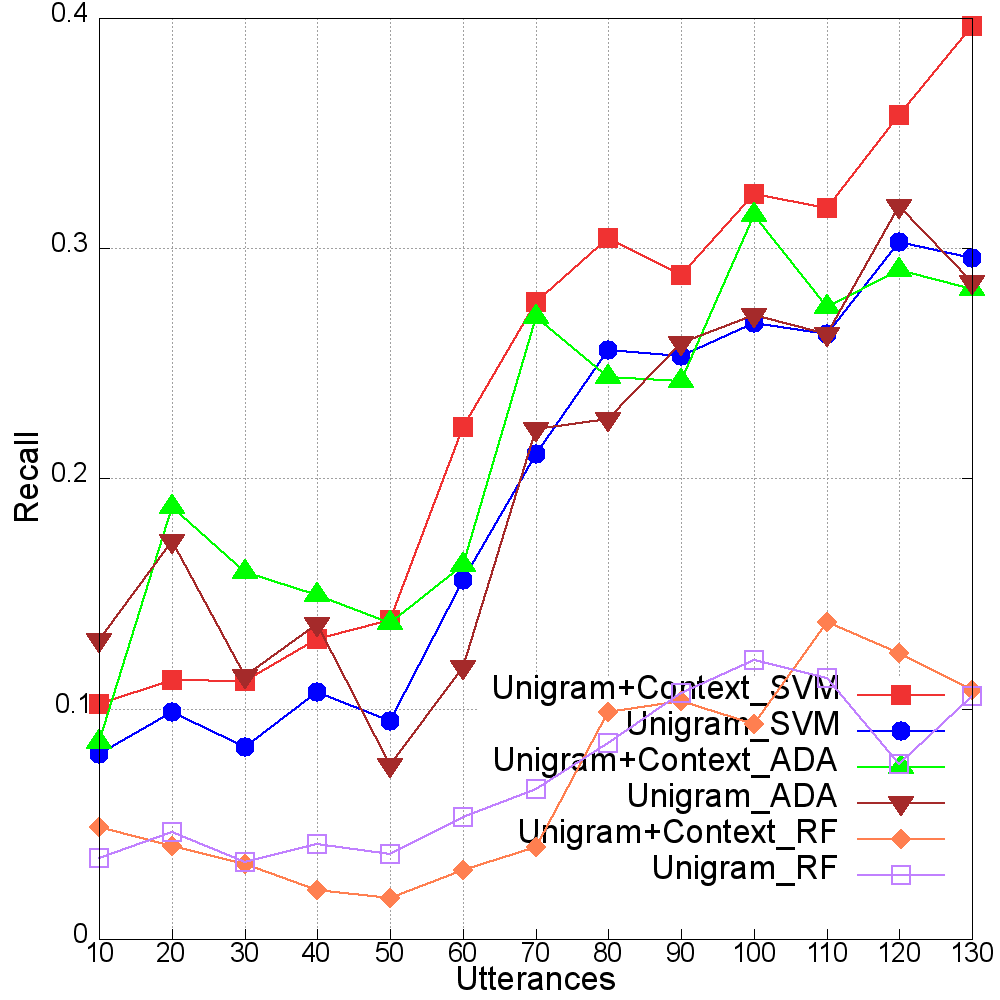 0.4
0.3
0.2
0.1
0
Recall
Unigram+Context_SVM
Unigram_SVM
Unigram+Context_ADA
Unigram_ADA
Unigram+Context_RF
Unigram_RF
10 20 30 40 50 60 70 80 90 100 110 120 130
Utterances